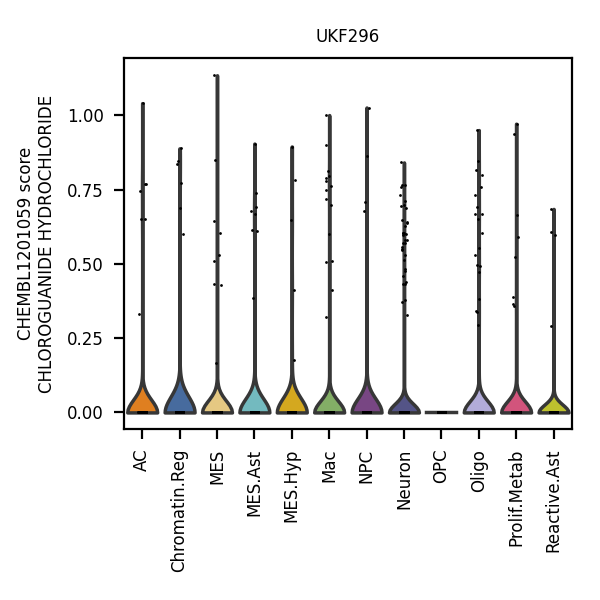 UKF296
CHEMBL1201059 score
CHLOROGUANIDE HYDROCHLORIDE
1.00
0.75
0.50
0.25
0.00
AC
Chromatin.Reg
MES
MES.Ast
MES.Hyp
Mac
NPC
Neuron
OPC
Oligo
Prolif.Metab
Reactive.Ast